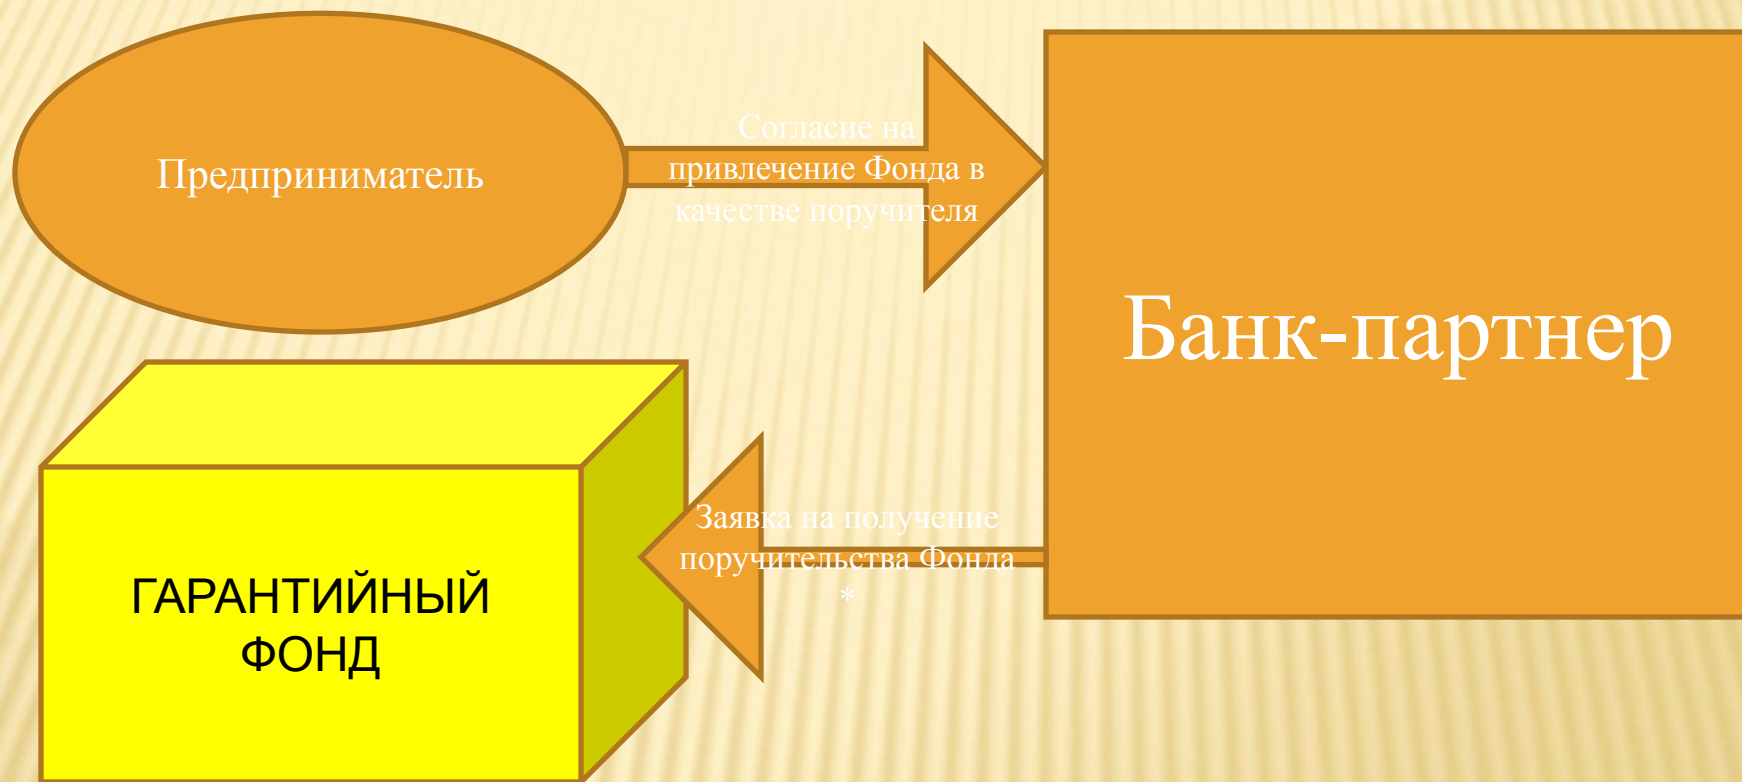 Предприниматель
Согласие на
привлечение Фонда в
качестве поручителя
Банк-партнер
Заявка на получение
поручительства Фонда
*
ГАРАНТИЙНЫЙ
ФОНД